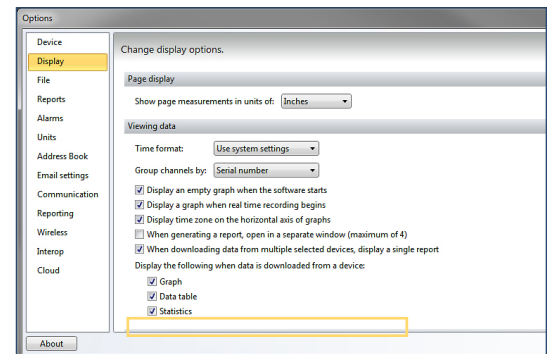 Options
Device
Display
File
Reports
Alarms
Units
Address Book
Email settings
Communication
Reporting
Wireless
Interop
Cloud
Change display options.
Page display
Show page measurements in units of: Inches
Viewing data
Time format: Use system settings
Group channels by: Serial number
Display an empty graph when the software starts
Display a graph when real time recording begins
Display time zone on the horizontal axis of graphs
When generating a report, open in a separate window (maximum of 4)
When downloading data from multiple selected devices, display a single report
Display the following when data is downloaded from a device:
Graph
Data table
Statistics
About